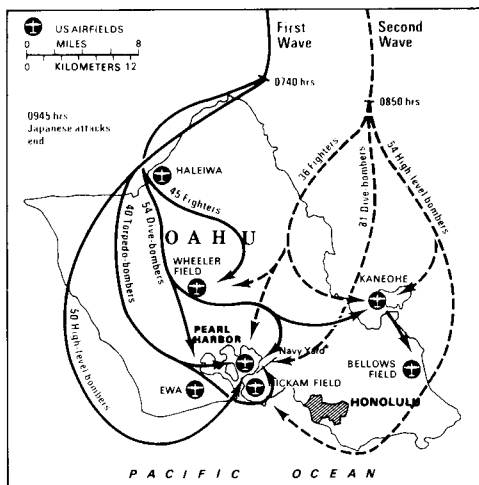 US AIRFIELDS
0 MILES 8
0 KILOMETERS 12
First
Wave
Second
Wave
0740 hrs
0850 hrs
0945 hrs
Japanese attacks
end
HALEIWA
45 Fighters
36 Fighters
54 High-level bombers
81 Dive-bombers
54 Dive-bombers
40 Torpedo-bombers
50 High-level bombers
OAHU
WHEELER
FIELD
KANEOHE
PEARL
HARBOR
Navy Yard
BELLOWS
FIELD
EWA
HICKAM FIELD
HONOLULU
PACIFIC OCEAN